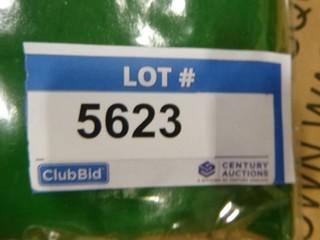 LOT #
5623
ClubBid
CENTURY
AUCTIONS